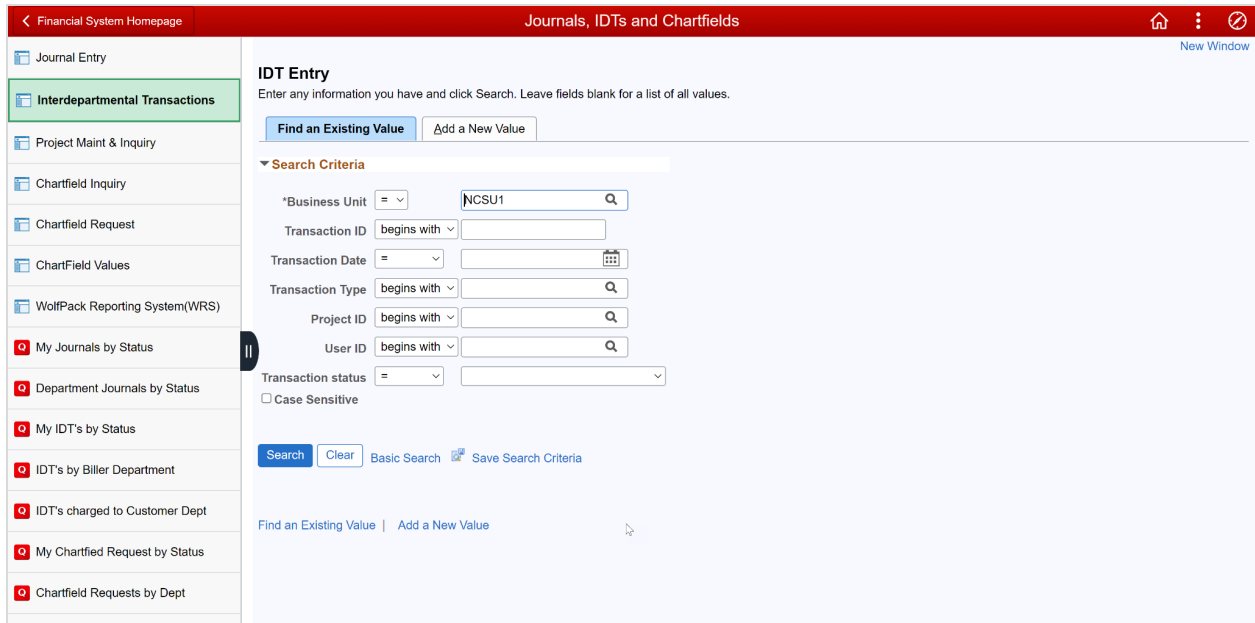 Financial System Homepage
Journals, IDTs and Chartfields
New Window
Journal Entry
Interdepartmental Transactions
Project Maint & Inquiry
Chartfield Inquiry
Chartfield Request
ChartField Values
WolfPack Reporting System(WRS)
Q My Journals by Status
Q Department Journals by Status
Q My IDT's by Status
Q IDT's by Biller Department
Q IDT's charged to Customer Dept
Q My Chartfied Request by Status
Q Chartfield Requests by Dept
IDT Entry
Enter any information you have and click Search. Leave fields blank for a list of all values.
Find an Existing Value Add a New Value
Search Criteria
*Business Unit = NCSU1
Transaction ID begins with
Transaction Date =
Transaction Type begins with
Project ID begins with
User ID begins with
Transaction status =
Case Sensitive
Search Clear Basic Search Save Search Criteria
Find an Existing Value | Add a New Value